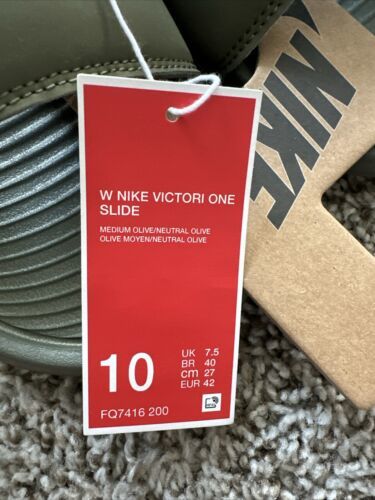 W NIKE VICTORI ONE
SLIDE
MEDIUM OLIVE/NEUTRAL OLIVE
OLIVE MOYEN/NEUTRAL OLIVE
10
UK 7.5
BR 40
CM 27
EUR 42
FQ7416 200
NIKE